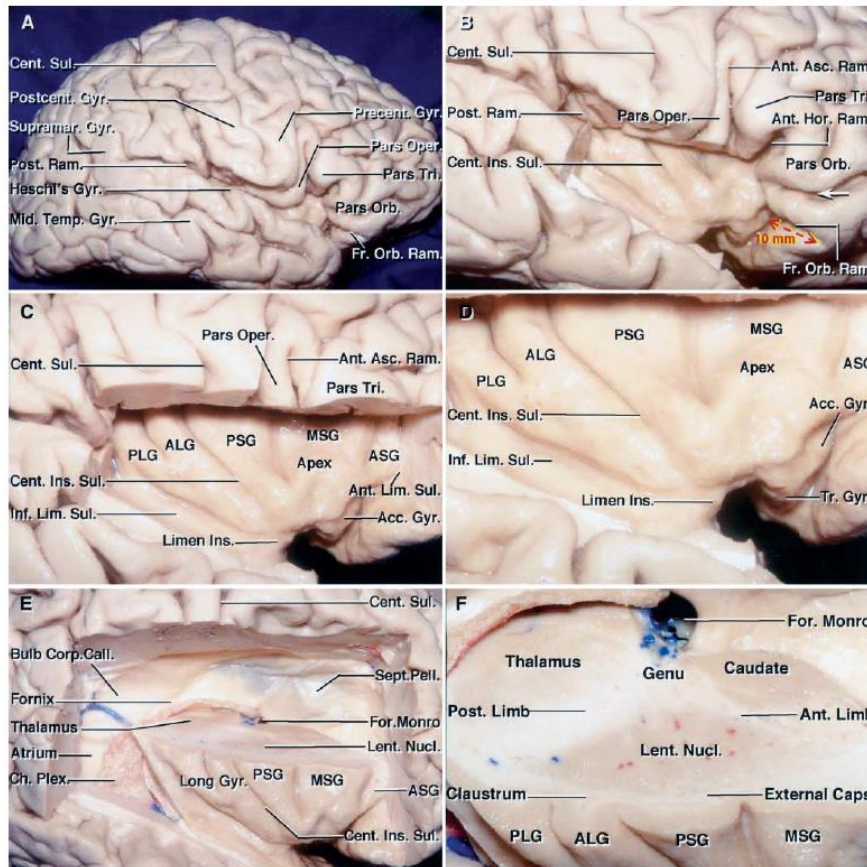 A
Cent. Sul.
Postcent. Gyr.
Supramar. Gyr.
Post. Ram.
Heschl's Gyr.
Mid. Temp. Gyr.
Precent. Gyr.
Pars Oper.
Pars Tri.
Pars Orb.
Fr. Orb. Ram.
B
Cent. Sul.
Post. Ram.
Pars Oper.
Cent. Ins. Sul.
Ant. Asc. Ram.
Pars Tri.
Ant. Hor. Ram.
Pars Orb.
10 mm
Fr. Orb. Ram.
C
Pars Oper.
Cent. Sul.
Ant. Asc. Ram.
Pars Tri.
PLG
ALG
PSG
MSG
Apex
ASG
Cent. Ins. Sul.
Ant. Lim. Sul.
Inf. Lim. Sul.
Acc. Gyr.
Limen Ins.
D
PSG
MSG
ALG
Apex
ASG
PLG
Cent. Ins. Sul.
Acc. Gyr.
Inf. Lim. Sul.
Limen Ins.
Tr. Gyr.
E
Cent. Sul.
Bulb Corp.Call.
Sept.Pell.
Fornix
Thalamus
For.Monro
Atrium
Lent. Nucl.
Ch. Plex.
Long Gyr.
PSG
MSG
ASG
Cent. Ins. Sul.
F
For. Monro
Thalamus
Genu
Caudate
Post. Limb
Ant. Limb
Lent. Nucl.
Claustrum
External Caps
PLG
ALG
PSG
MSG